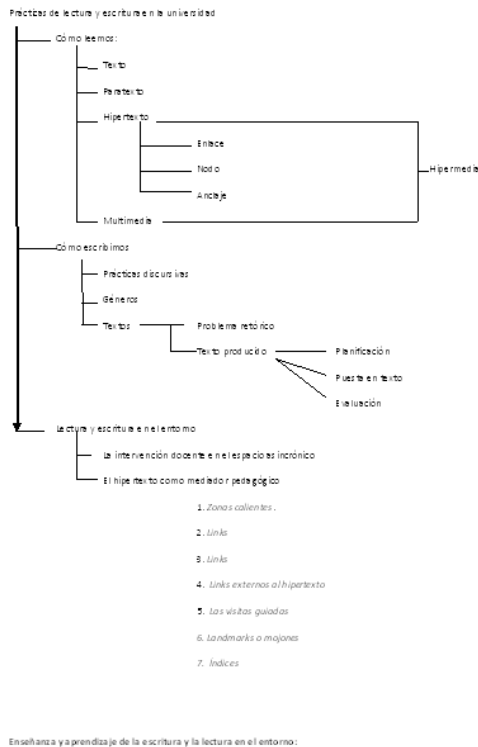 Prácticas de lectura y escritura en la universidad
Cómo leemos:
Texto
Paratexto
Hipertexto
Enlace
Nodo
Hipermedia
Anclaje
Multimedia
Cómo escribimos
Prácticas discursivas
Géneros
Textos
Problema retórico
Texto producido
Planificación
Puesta en texto
Evaluación
Lectura y escritura en el entorno
La intervención docente en el espacio asincrónico
El hipertexto como mediador pedagógico
1. Zonas calientes .
2. Links
3. Links
4. Links externos al hipertexto
5. Las visitas guiadas
6. Landmarks o mojones
7. Índices
Enseñanza y aprendizaje de la escritura y la lectura en el entorno: